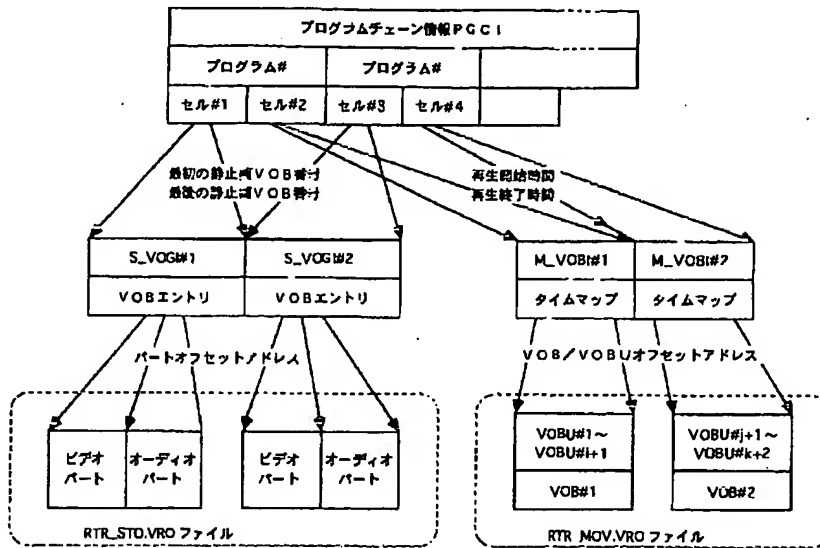 プログラムチェーン情報PGCI
プログラム# プログラム#
セル#1 セル#2 セル#3 セル#4
最初の静止画VOB番号
最後の静止画VOB番号
再生開始時間
再生終了時間
S_VOGI#1 S_VOGI#2
VOBエントリ VOBエントリ
M_VOBI#1 M_VOBI#2
タイムマップ タイムマップ
パートオフセットアドレス
VOB/VOBUオフセットアドレス
ビデオパート オーディオパート ビデオパート オーディオパート
VOBU#1~
VOBU#i+1
VOB#1
VOBU#j+1~
VOBU#k+2
VOB#2
RTR_STO.VROファイル
RTR_MOV.VROファイル